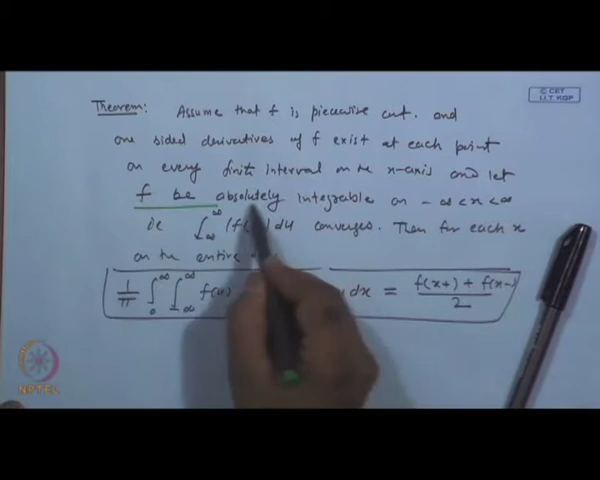 © CET
I.I.T. KGP
Theorem: Assume that f is piecewise cont. and
one sided derivatives of f exist at each point
on every finite interval on the x-axis and let
f be absolutely integrable on -∞ < x < ∞
ie ∫_{-∞}^{∞} |f( ) du converges. Then for each x
on the entire
1/π ∫_0^∞ ∫_{-∞}^∞ f(u) dx = f(x+) + f(x-) / 2
NPTEL